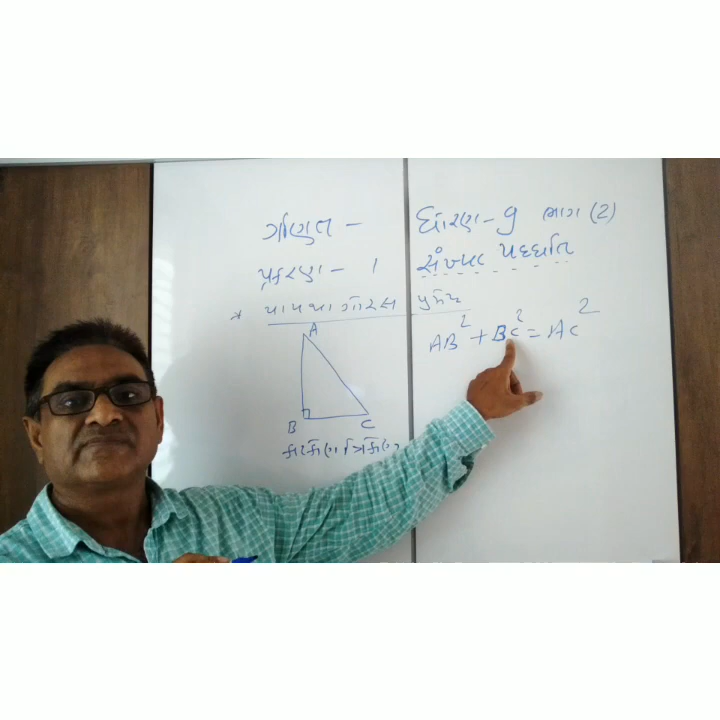 ગણિત - ધોરણ - 9 ભાગ (2)
પ્રકરણ - 1 સંખ્યા પદ્ધતિ
* પાયથાગોરસ પ્રમેય
AB² + BC² = AC²
A
B C
કાટકોણ ત્રિકોણ